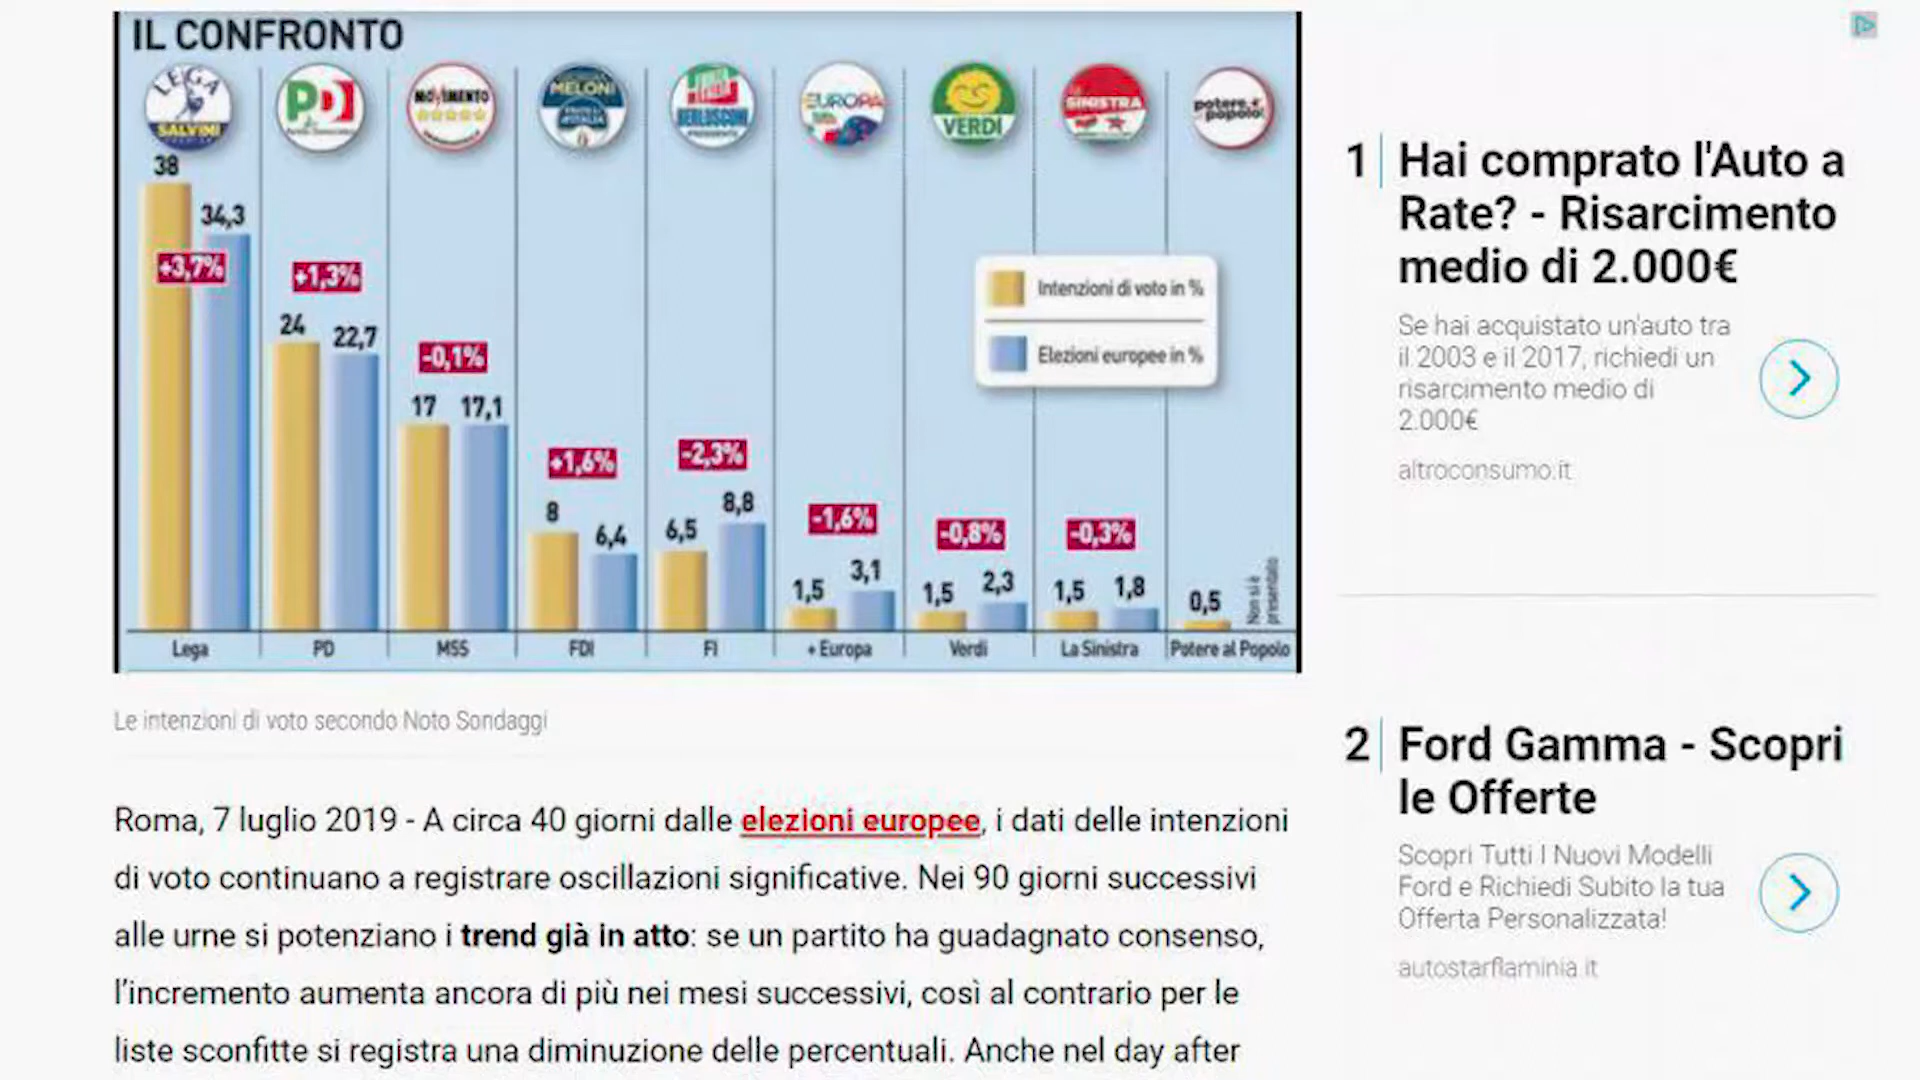 IL CONFRONTO
LEGA
SALVINI
PD
MOVIMENTO
MELONI
FORZA ITALIA
BERLUSCONI
EUROPA
VERDI
SINISTRA
potere popolo!
38
34,3
+3,7%
+1,3%
24
22,7
-0,1%
17 17,1
+1,6%
8
6,4
-2,3%
6,5
8,8
-1,6%
1,5
3,1
-0,8%
1,5
2,3
-0,3%
1,5
1,8
0,5
Non si è
presentato
Intenzioni di voto in %
Elezioni europee in %
Lega PD M5S FDI FI + Europa Verdi La Sinistra Potere al Popolo
Le intenzioni di voto secondo Noto Sondaggi
Roma, 7 luglio 2019 - A circa 40 giorni dalle elezioni europee, i dati delle intenzioni
di voto continuano a registrare oscillazioni significative. Nei 90 giorni successivi
alle urne si potenziano i trend già in atto: se un partito ha guadagnato consenso,
l'incremento aumenta ancora di più nei mesi successivi, così al contrario per le
liste sconfitte si registra una diminuzione delle percentuali. Anche nel day after
1 Hai comprato l'Auto a
Rate? - Risarcimento
medio di 2.000€
Se hai acquistato un'auto tra
il 2003 e il 2017, richiedi un
risarcimento medio di
2.000€
altroconsumo.it
2 Ford Gamma - Scopri
le Offerte
Scopri Tutti I Nuovi Modelli
Ford e Richiedi Subito la tua
Offerta Personalizzata!
autostarflaminia.it